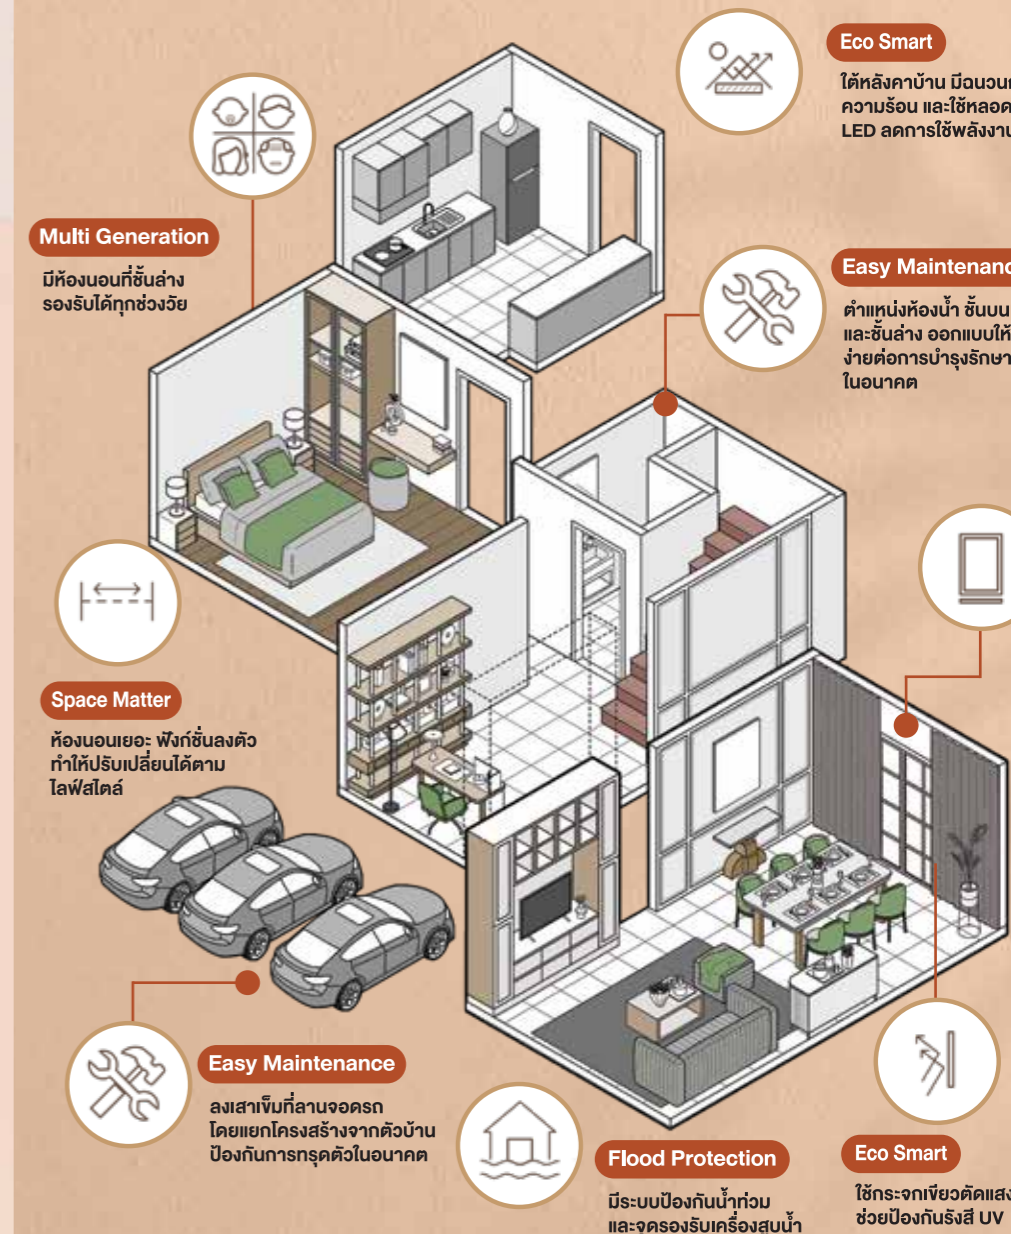 Eco Smart
ใต้หลังคาบ้าน มีฉนวน
ความร้อน และใช้หลอด
LED ลดการใช้พลังงาน
Multi Generation
มีห้องนอนที่ชั้นล่าง
รองรับได้ทุกช่วงวัย
Easy Maintenanc
ตำแหน่งห้องน้ำ ชั้นบน
และชั้นล่าง ออกแบบให้
ง่ายต่อการบำรุงรักษา
ในอนาคต
Space Matter
ห้องนอนเยอะ ฟังก์ชั่นลงตัว
ทำให้ปรับเปลี่ยนได้ตาม
ไลฟ์สไตล์
Easy Maintenance
ลงเสาเข็มที่ลานจอดรถ
โดยแยกโครงสร้างจากตัวบ้าน
ป้องกันการทรุดตัวในอนาคต
Flood Protection
มีระบบป้องกันน้ำท่วม
และจุดรองรับเครื่องสูบน้ำ
Eco Smart
ใช้กระจกเขียวตัดแสง
ช่วยป้องกันรังสี UV